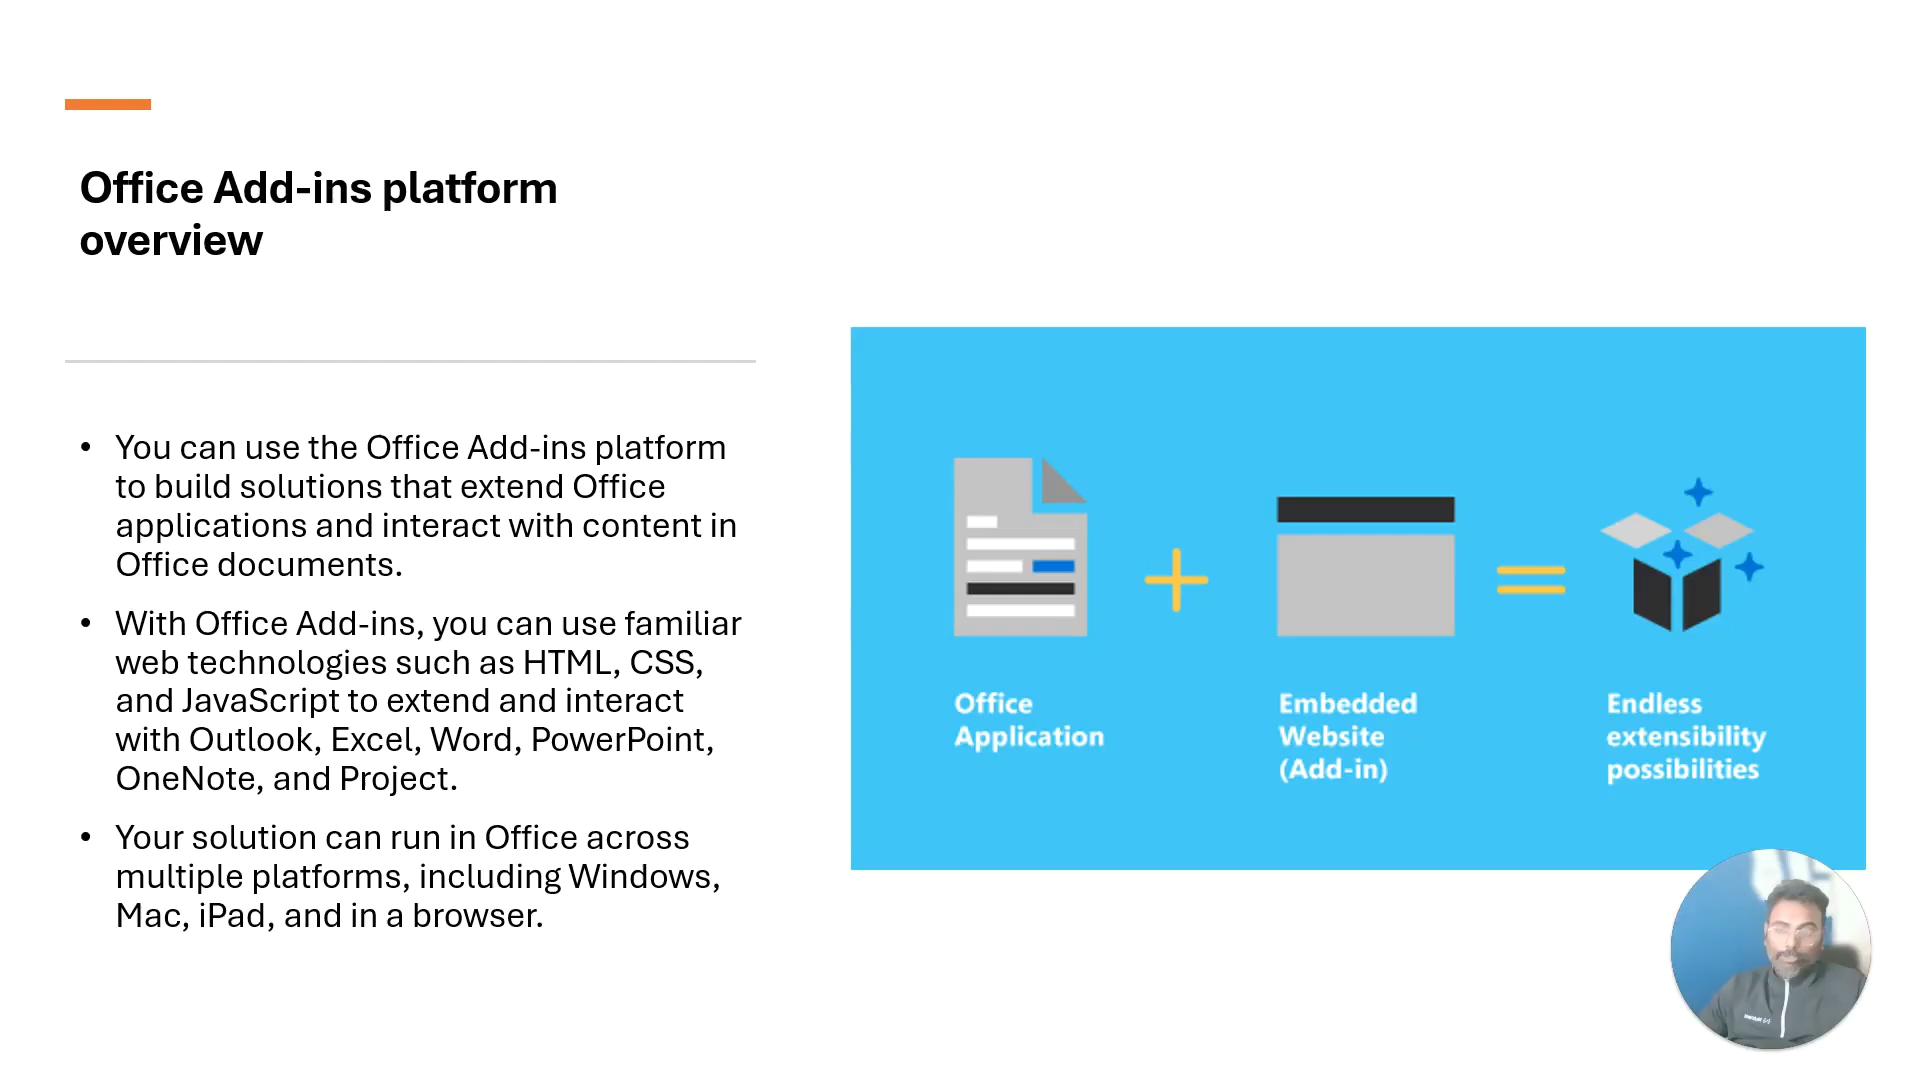 Office Add-ins platform
overview
• You can use the Office Add-ins platform
to build solutions that extend Office
applications and interact with content in
Office documents.
• With Office Add-ins, you can use familiar
web technologies such as HTML, CSS,
and JavaScript to extend and interact
with Outlook, Excel, Word, PowerPoint,
OneNote, and Project.
• Your solution can run in Office across
multiple platforms, including Windows,
Mac, iPad, and in a browser.
Office
Application
Embedded
Website
(Add-in)
Endless
extensibility
possibilities